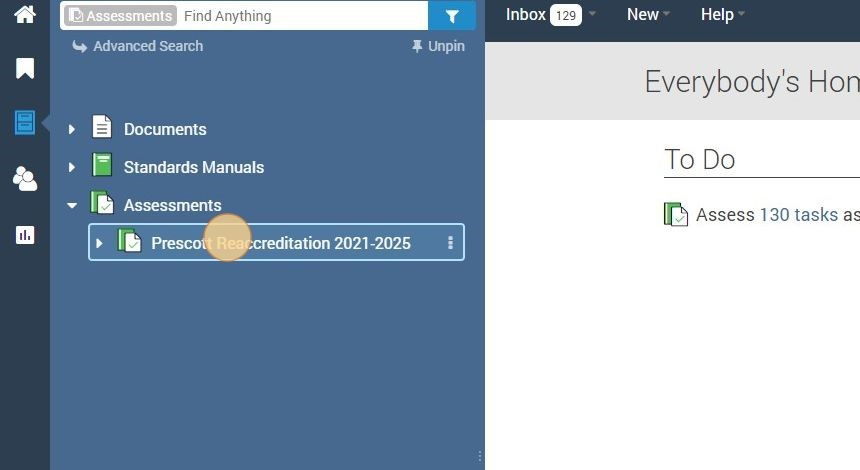 Assessments Find Anything
Advanced Search Unpin
Documents
Standards Manuals
Assessments
Prescott Reaccreditation 2021-2025
Inbox 129 New Help
Everybody's Hom
To Do
Assess 130 tasks as